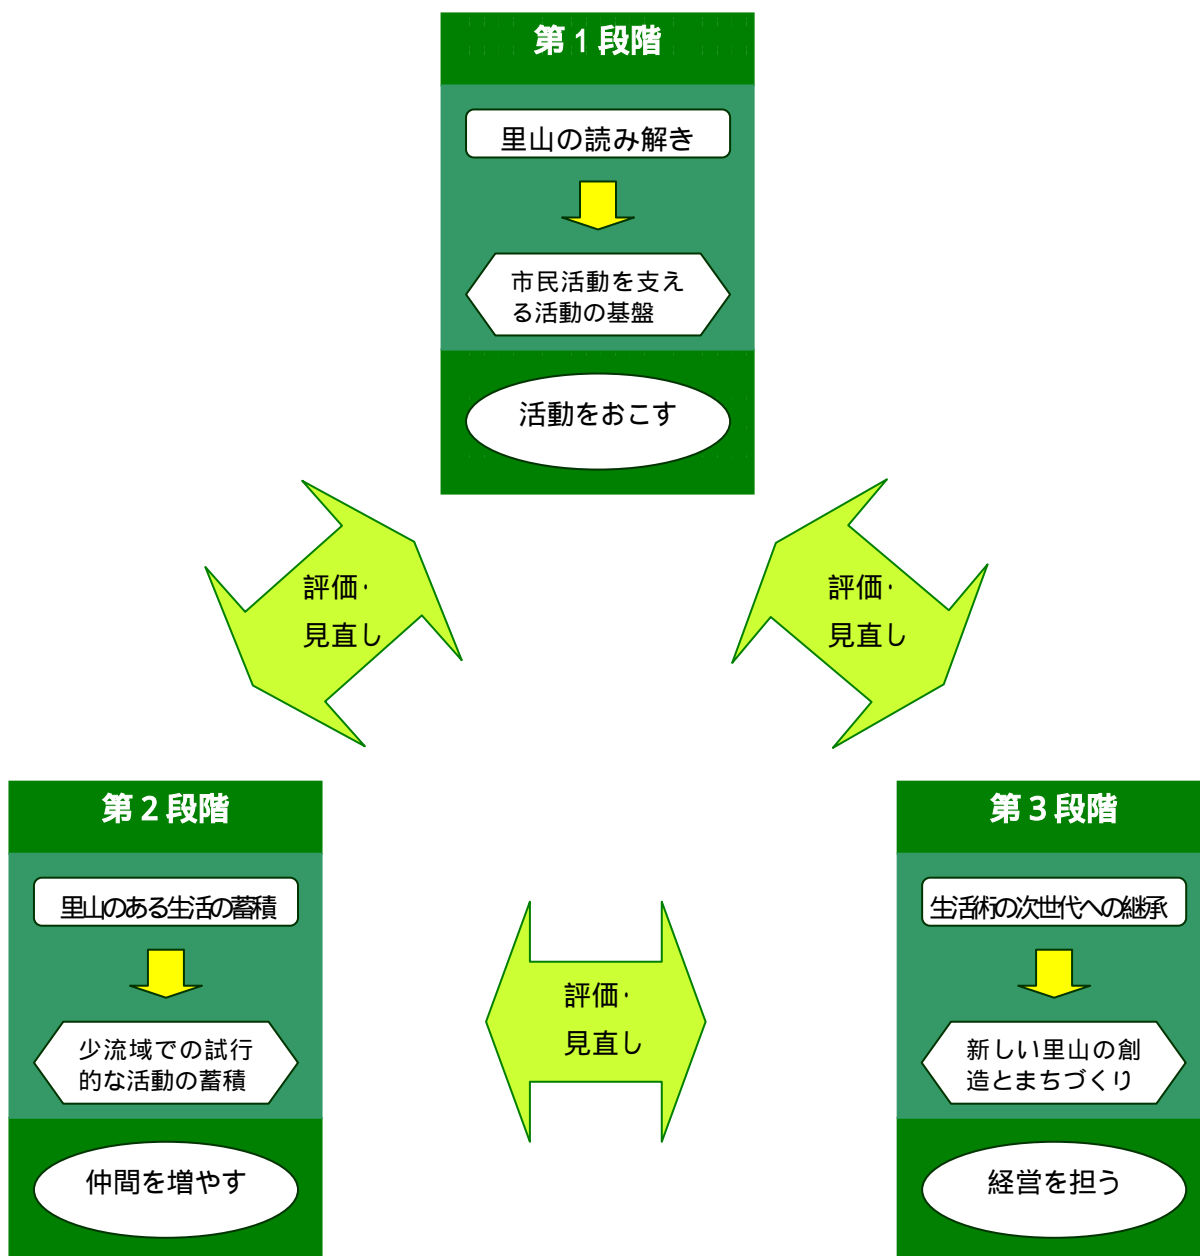 第１段階
里山の読み解き
市民活動を支え
る活動の基盤
活動をおこす
評価・
見直し
評価・
見直し
第２段階
里山のある生活の蓄積
少流域での試行
的な活動の蓄積
仲間を増やす
評価・
見直し
第３段階
生活術の次世代への継承
新しい里山の創
造とまちづくり
経営を担う